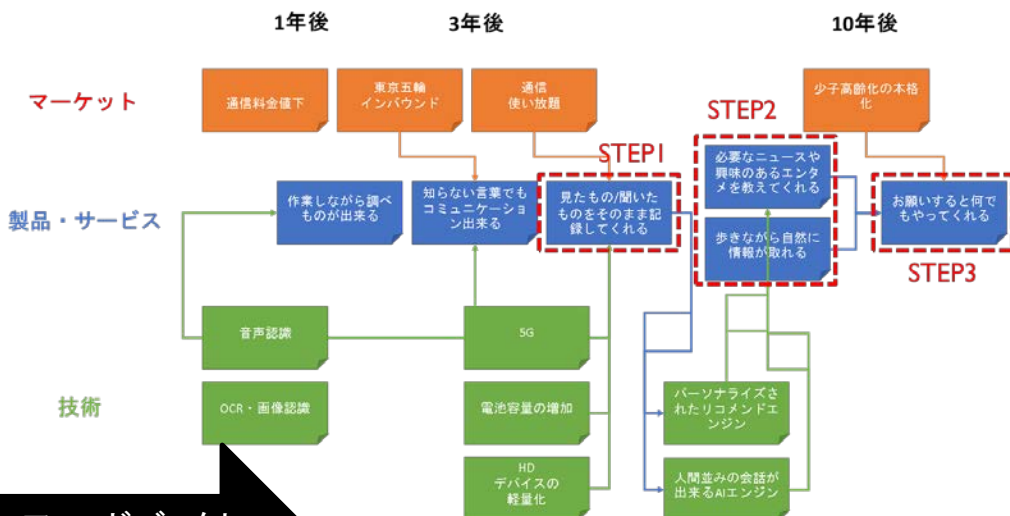 1年後
3年後
10年後
マーケット
通信料金値下
東京五輪
インバウンド
通信
使い放題
少子高齢化の本格
化
STEP1
STEP2
製品・サービス
作業しながら調べ
ものが出来る
知らない言葉でも
コミュニケーショ
ン出来る
見たもの/聞いた
ものをそのまま記
録してくれる
必要なニュースや
興味のあるエンタ
メを教えてくれる
歩きながら自然に
情報が取れる
お願いすると何で
もやってくれる
STEP3
技術
音声認識
5G
OCR・画像認識
電池容量の増加
パーソナライズさ
れたリコメンドエ
ンジン
HD
デバイスの
軽量化
人間並みの会話が
出来るAIエンジン